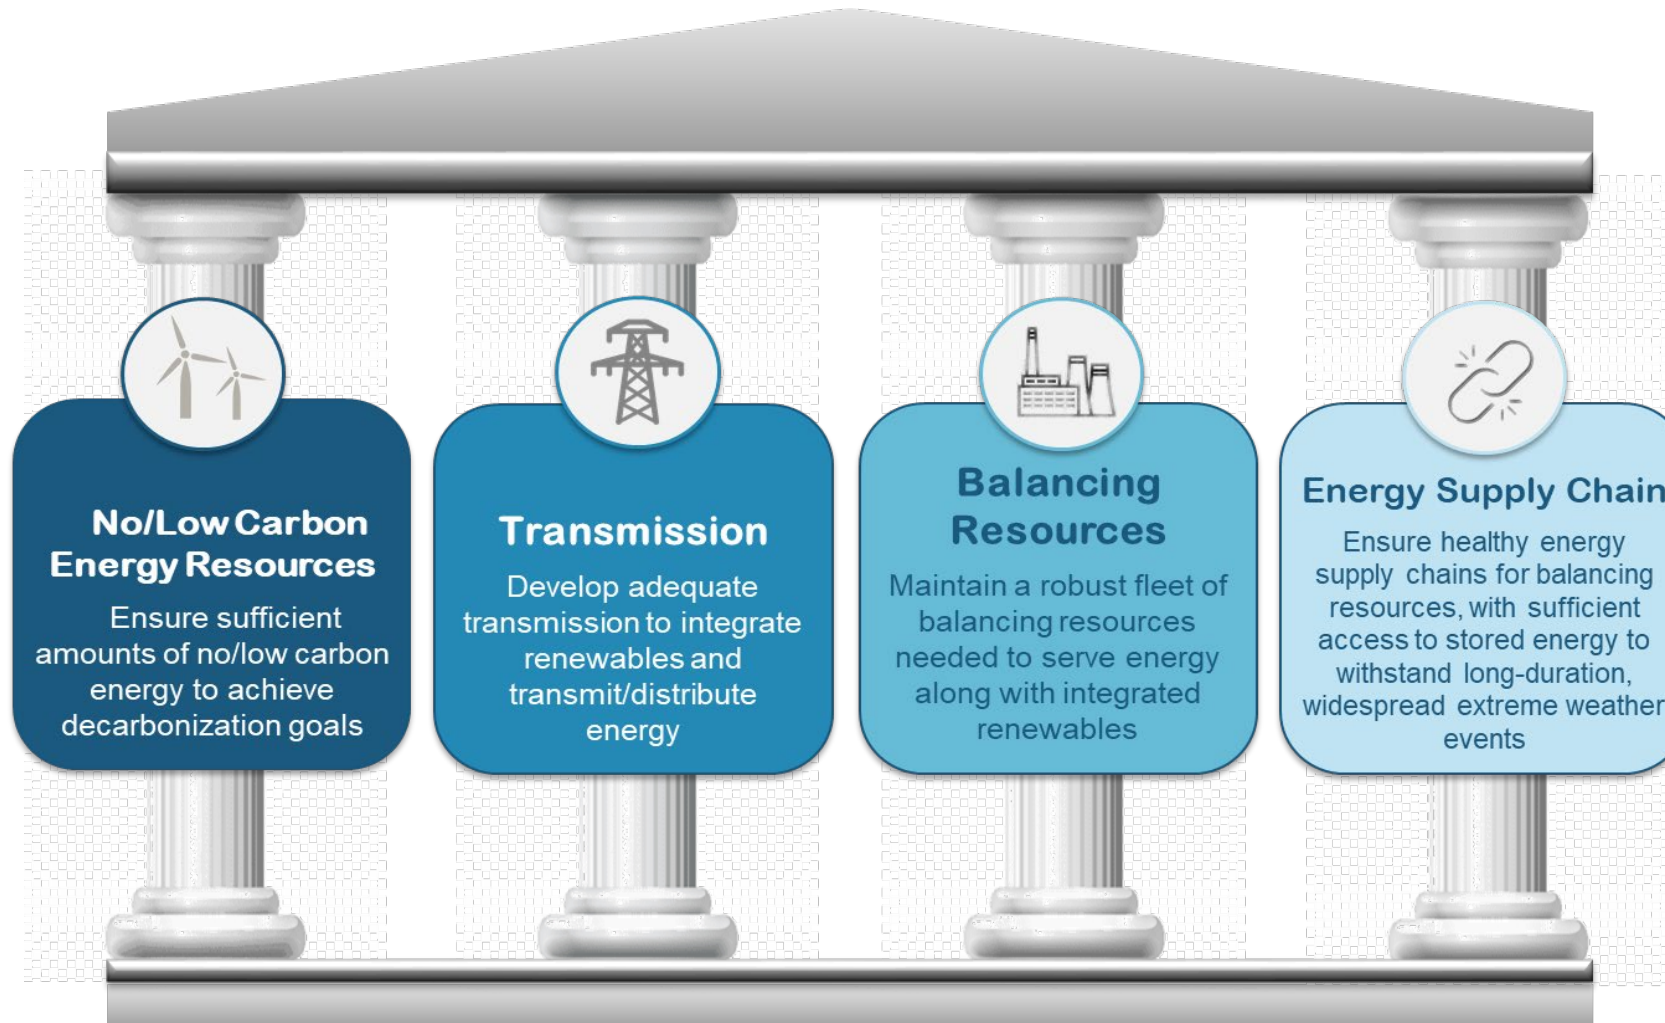 No/Low Carbon
Energy Resources
Ensure sufficient
amounts of no/low carbon
energy to achieve
decarbonization goals
Transmission
Develop adequate
transmission to integrate
renewables and
transmit/distribute
energy
Balancing
Resources
Maintain a robust fleet of
balancing resources
needed to serve energy
along with integrated
renewables
Energy Supply Chain
Ensure healthy energy
supply chains for balancing
resources, with sufficient
access to stored energy to
withstand long-duration,
widespread extreme weather
events